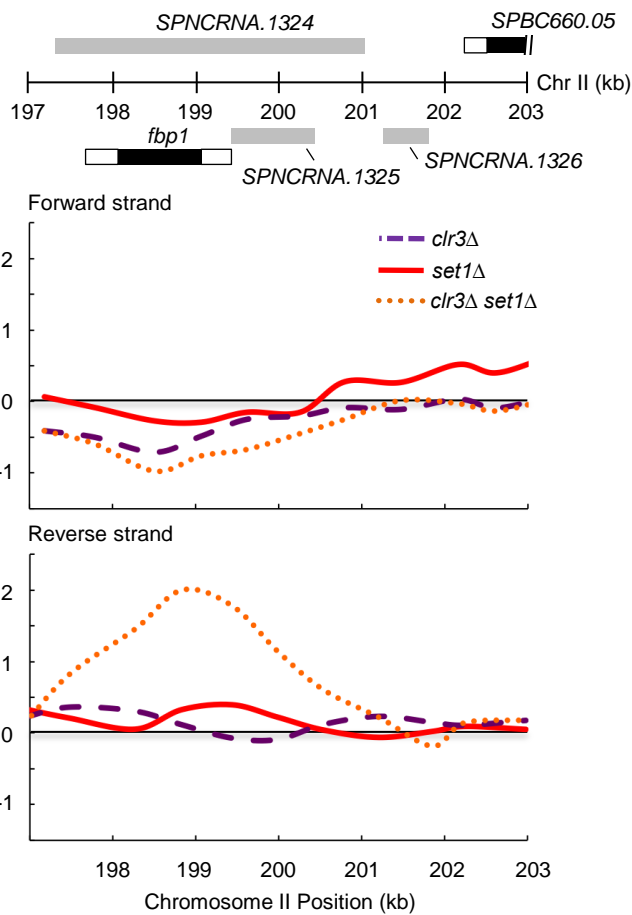 SPNCRNA.1324
SPBC660.05
Chr II (kb)
197 198 199 200 201 202 203
fbp1
SPNCRNA.1325
SPNCRNA.1326
Forward strand
2
1
0
-1
clr3Δ
set1Δ
clr3Δ set1Δ
Reverse strand
2
1
0
-1
198 199 200 201 202 203
Chromosome II Position (kb)